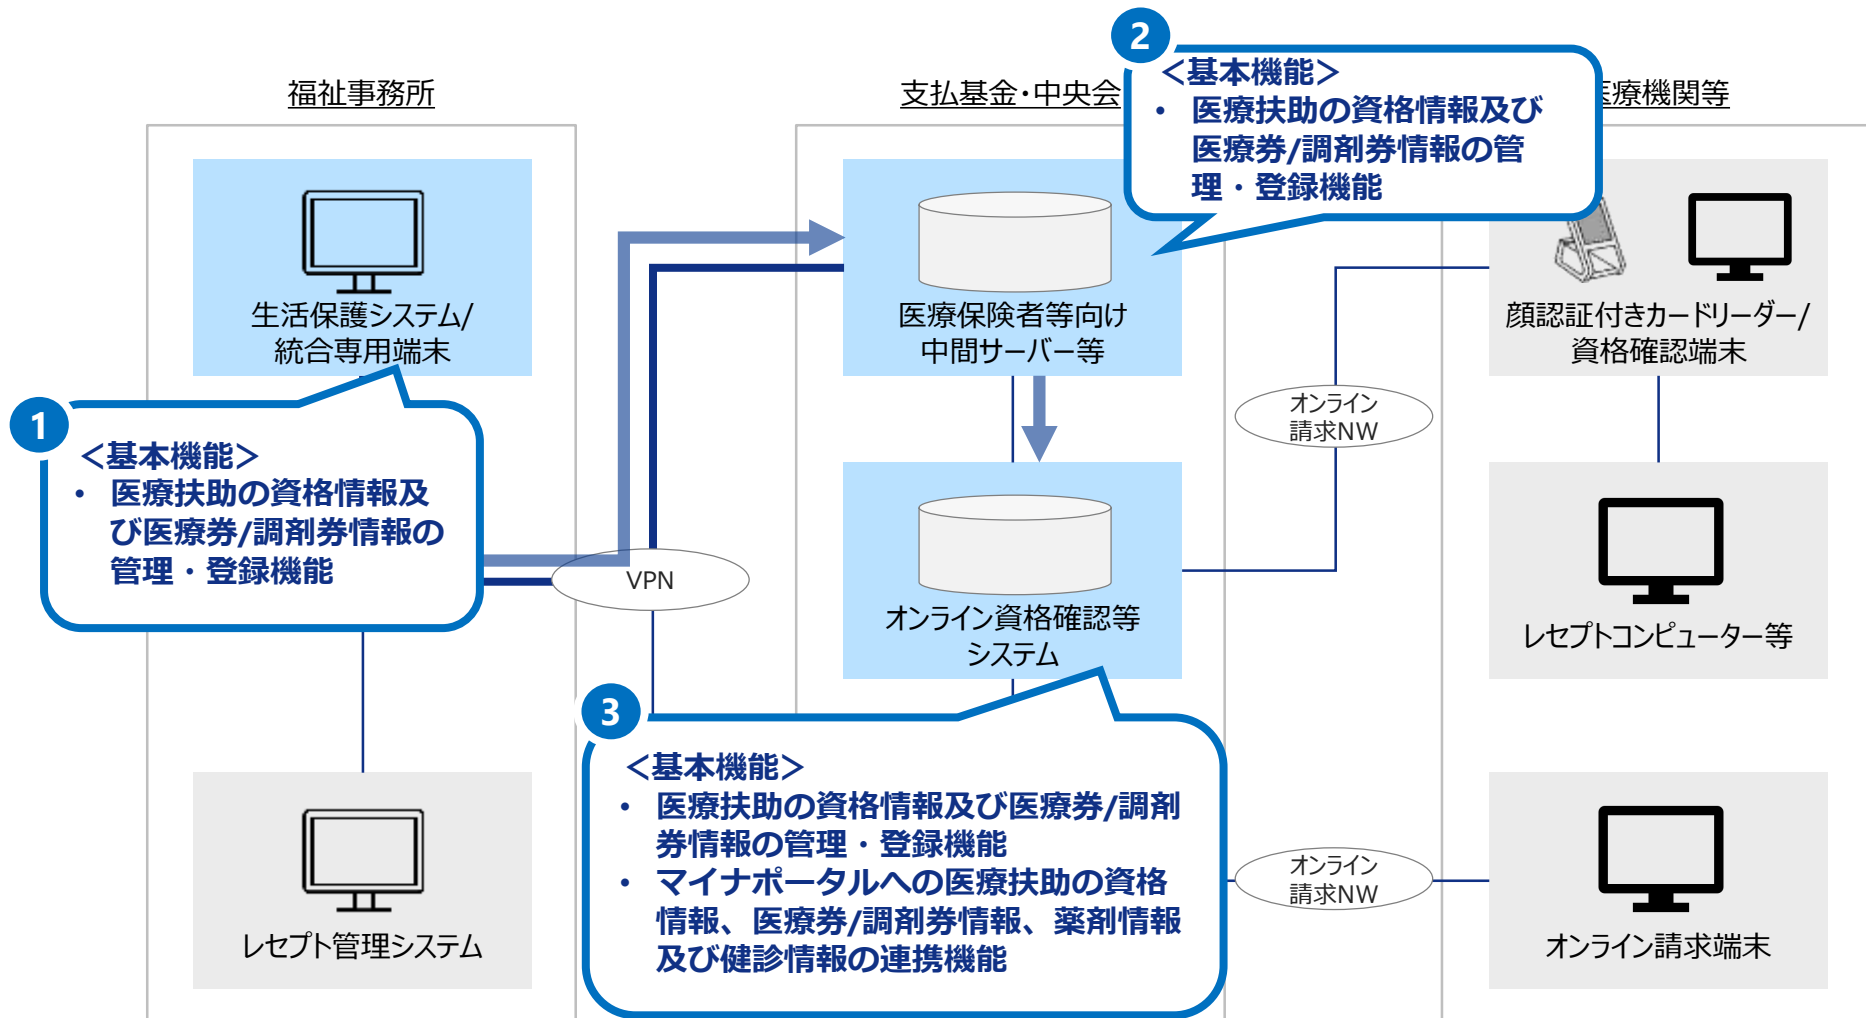 福祉事務所
支払基金・中央会
療機関等
2
＜基本機能＞
• 医療扶助の資格情報及び
医療券/調剤券情報の管
理・登録機能
生活保護システム/
統合専用端末
医療保険者等向け
中間サーバー等
顔認証付きカードリーダー/
資格確認端末
オンライン
請求NW
1
＜基本機能＞
• 医療扶助の資格情報及
び医療券/調剤券情報の
管理・登録機能
VPN
オンライン資格確認等
システム
レセプトコンピューター等
3
＜基本機能＞
• 医療扶助の資格情報及び医療券/調剤
券情報の管理・登録機能
• マイナポータルへの医療扶助の資格
情報、医療券/調剤券情報、薬剤情報
及び健診情報の連携機能
レセプト管理システム
オンライン
請求NW
オンライン請求端末